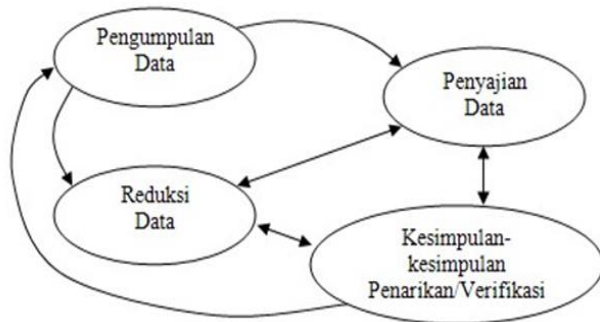 Pengumpulan
Data
Penyajian
Data
Reduksi
Data
Kesimpulan-
kesimpulan
Penarikan/Verifikasi